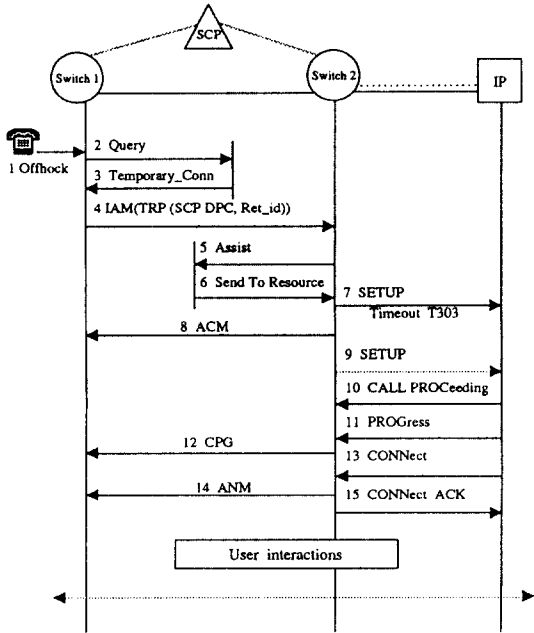 SCP
Switch 1
Switch 2
IP
1 Offhock
2 Query
3 Temporary_Conn
4 IAM(TRP (SCP DPC, Ret_id))
5 Assist
6 Send To Resource
7 SETUP
Timeout T303
8 ACM
9 SETUP
10 CALL PROCeeding
11 PROGress
12 CPG
13 CONNect
14 ANM
15 CONNect ACK
User interactions